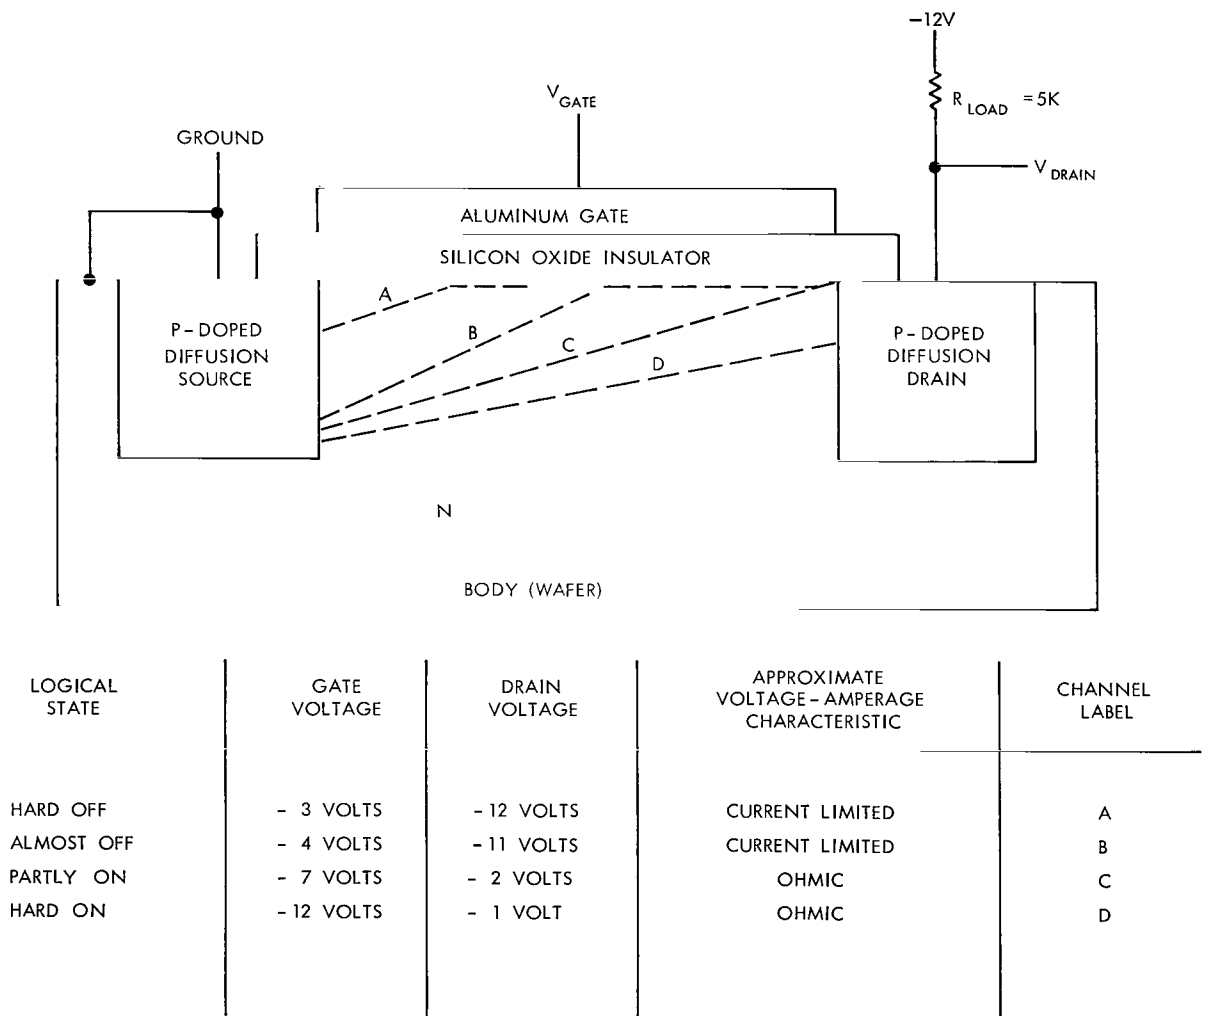 -12V
R LOAD = 5K
V GATE
GROUND
V DRAIN
ALUMINUM GATE
SILICON OXIDE INSULATOR
A
B
C
D
P-DOPED
DIFFUSION
SOURCE
P-DOPED
DIFFUSION
DRAIN
N
BODY (WAFER)
LOGICAL
STATE
GATE
VOLTAGE
DRAIN
VOLTAGE
APPROXIMATE
VOLTAGE-AMPERAGE
CHARACTERISTIC
CHANNEL
LABEL
HARD OFF - 3 VOLTS -12 VOLTS CURRENT LIMITED A
ALMOST OFF - 4 VOLTS -11 VOLTS CURRENT LIMITED B
PARTLY ON - 7 VOLTS - 2 VOLTS OHMIC C
HARD ON -12 VOLTS - 1 VOLT OHMIC D